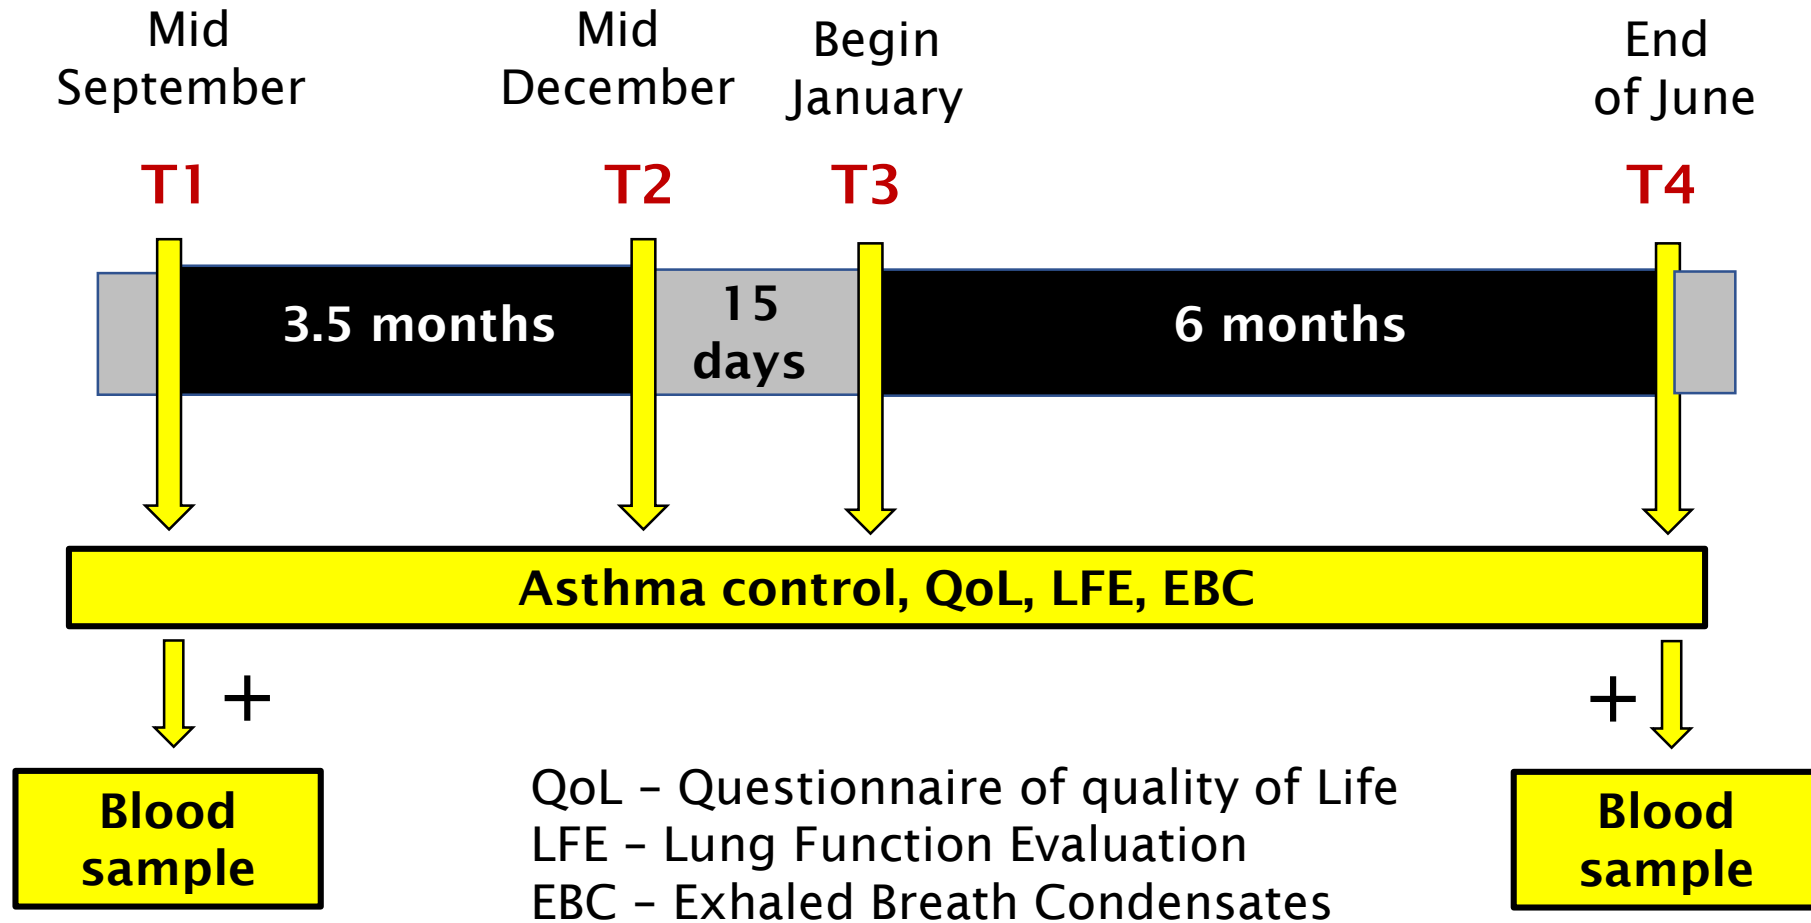 Mid
September
Mid
December
Begin
January
End
of June
T1
T2
T3
T4
3.5 months
15
days
6 months
Asthma control, QoL, LFE, EBC
+
+
Blood
sample
QoL – Questionnaire of quality of Life
LFE – Lung Function Evaluation
EBC – Exhaled Breath Condensates
Blood
sample